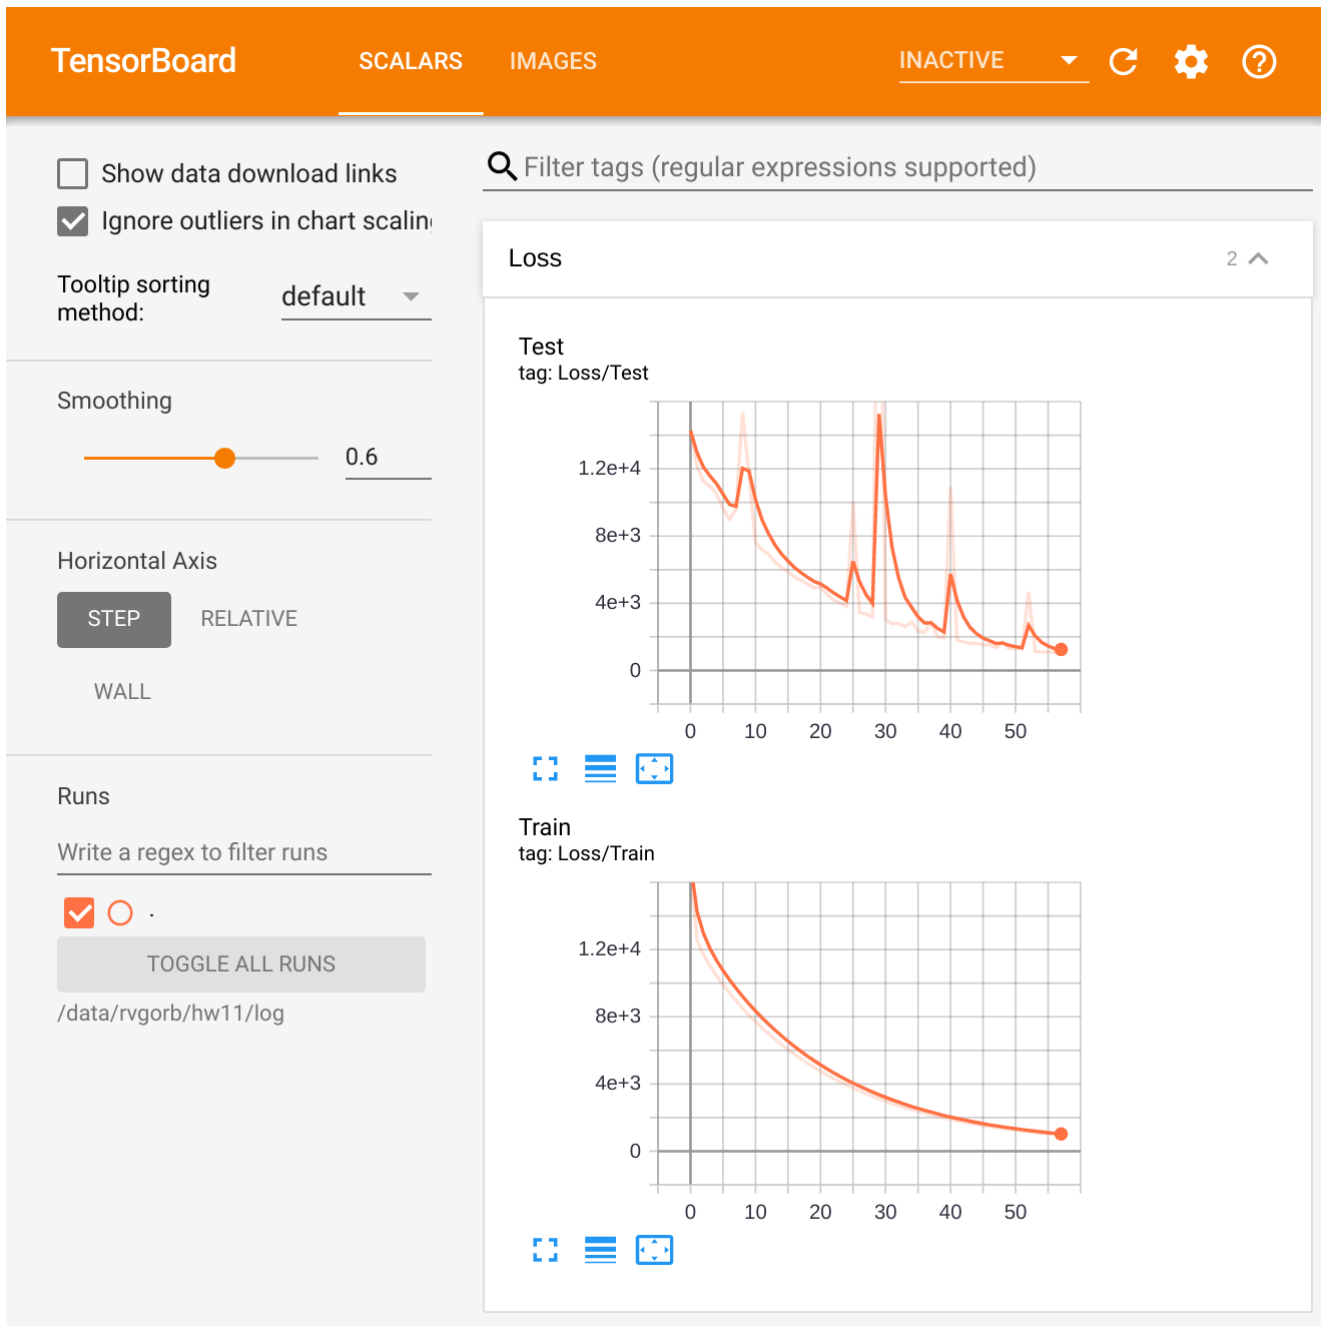 TensorBoard
SCALARS
IMAGES
INACTIVE
Show data download links
Ignore outliers in chart scaling
Tooltip sorting
method:
default
Smoothing
0.6
Horizontal Axis
STEP
RELATIVE
WALL
Runs
Write a regex to filter runs
.
TOGGLE ALL RUNS
/data/rvgorb/hw11/log
Filter tags (regular expressions supported)
Loss
2
Test
tag: Loss/Test
1.2e+4
8e+3
4e+3
0
0 10 20 30 40 50
Train
tag: Loss/Train
1.2e+4
8e+3
4e+3
0
0 10 20 30 40 50